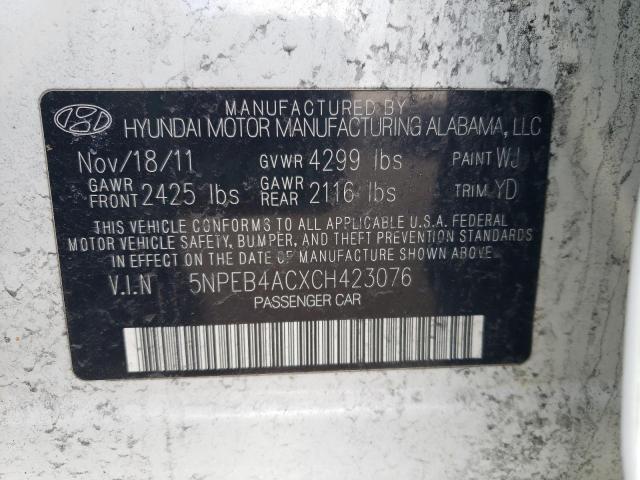 MANUFACTURED BY
HYUNDAI MOTOR MANUFACTURING ALABAMA, LLC
Nov/18/11 GVWR 4299 lbs PAINT WJ
GAWR FRONT 2425 lbs GAWR REAR 2116 lbs TRIM YD
THIS VEHICLE CONFORMS TO ALL APPLICABLE U.S.A. FEDERAL
MOTOR VEHICLE SAFETY, BUMPER, AND THEFT PREVENTION STANDARDS
IN EFFECT ON THE DATE OF MANUFACTURE SHOWN ABOVE.
V.I.N 5NPEB4ACXCH423076
PASSENGER CAR